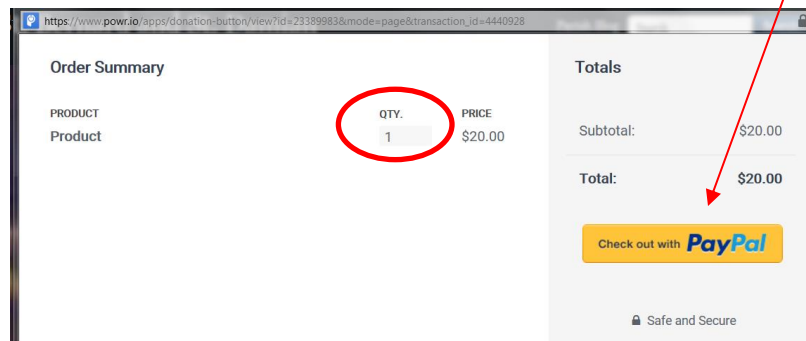 https://www.powr.io/apps/donation-button/view?id=23389983&mode=page&transaction_id=4440928
Order Summary
PRODUCT QTY. PRICE
Product 1 $20.00
Totals
Subtotal: $20.00
Total: $20.00
Check out with PayPal
Safe and Secure